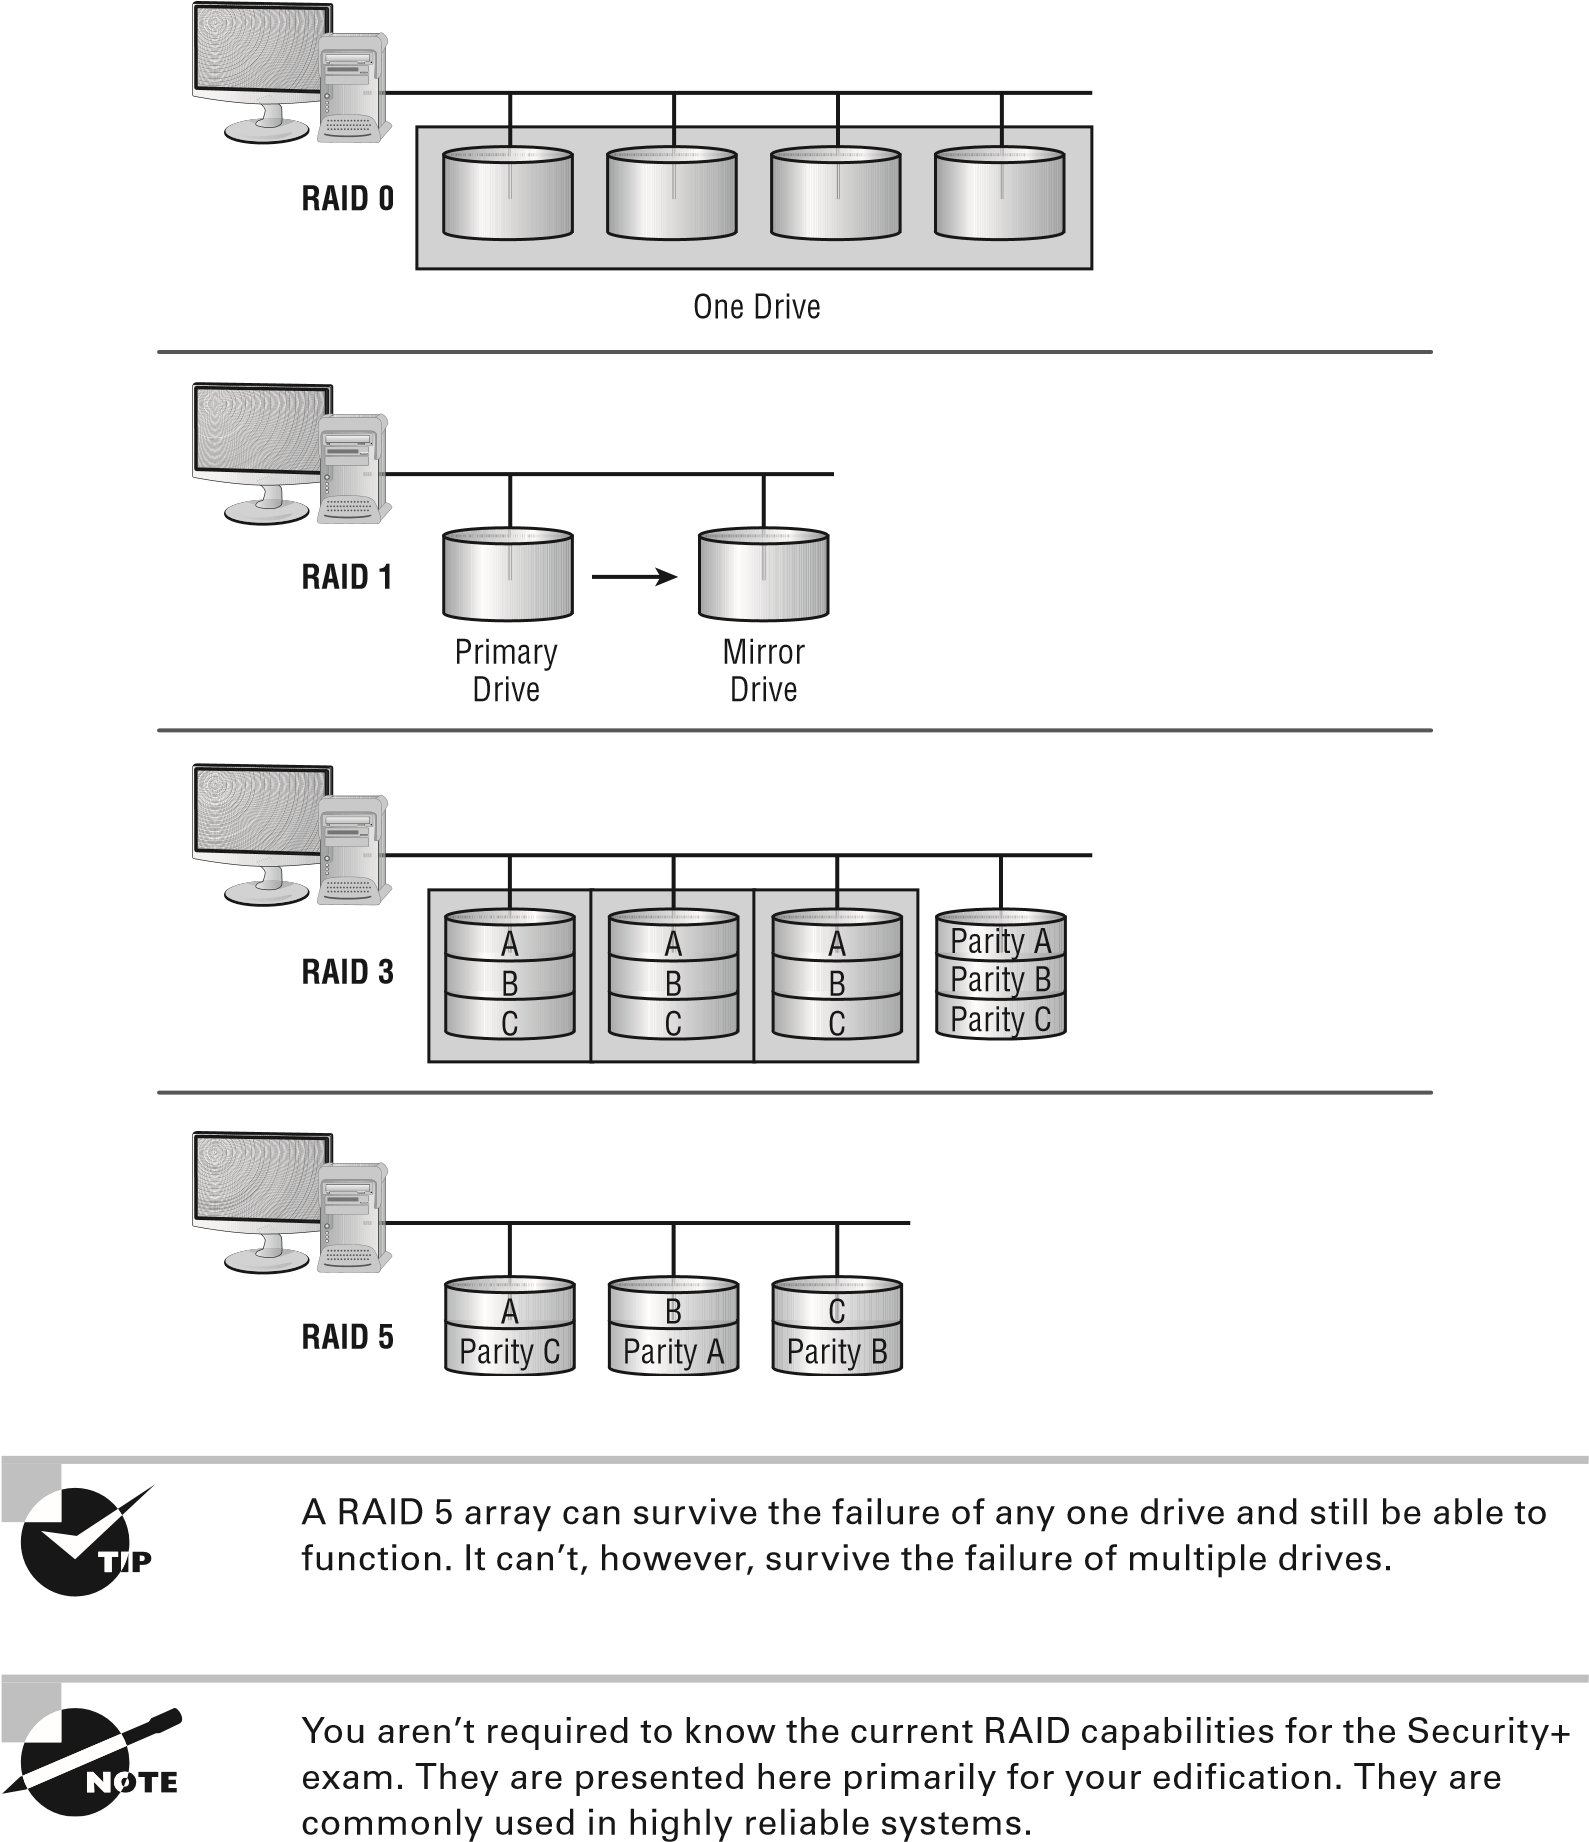 RAID 0
One Drive
RAID 1
Primary
Drive
Mirror
Drive
RAID 3
A
B
C
A
B
C
A
B
C
Parity A
Parity B
Parity C
RAID 5
A
Parity C
B
Parity A
C
Parity B
TIP
A RAID 5 array can survive the failure of any one drive and still be able to
function. It can’t, however, survive the failure of multiple drives.
NOTE
You aren’t required to know the current RAID capabilities for the Security+
exam. They are presented here primarily for your edification. They are
commonly used in highly reliable systems.